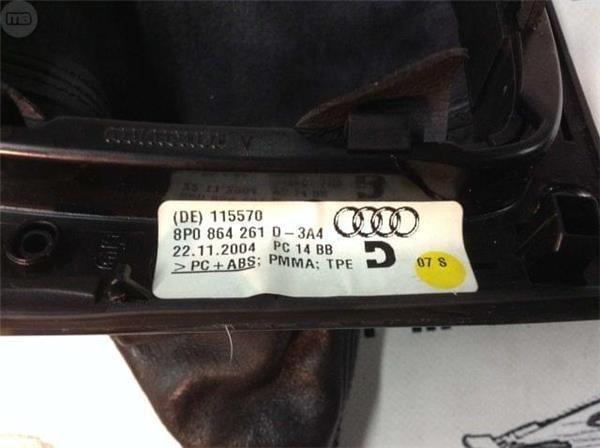 (DE) 115570
8P0 864 261 D-3A4
22.11.2004 PC 14 BB
>PC+ABS; PMMA; TPE
07 S